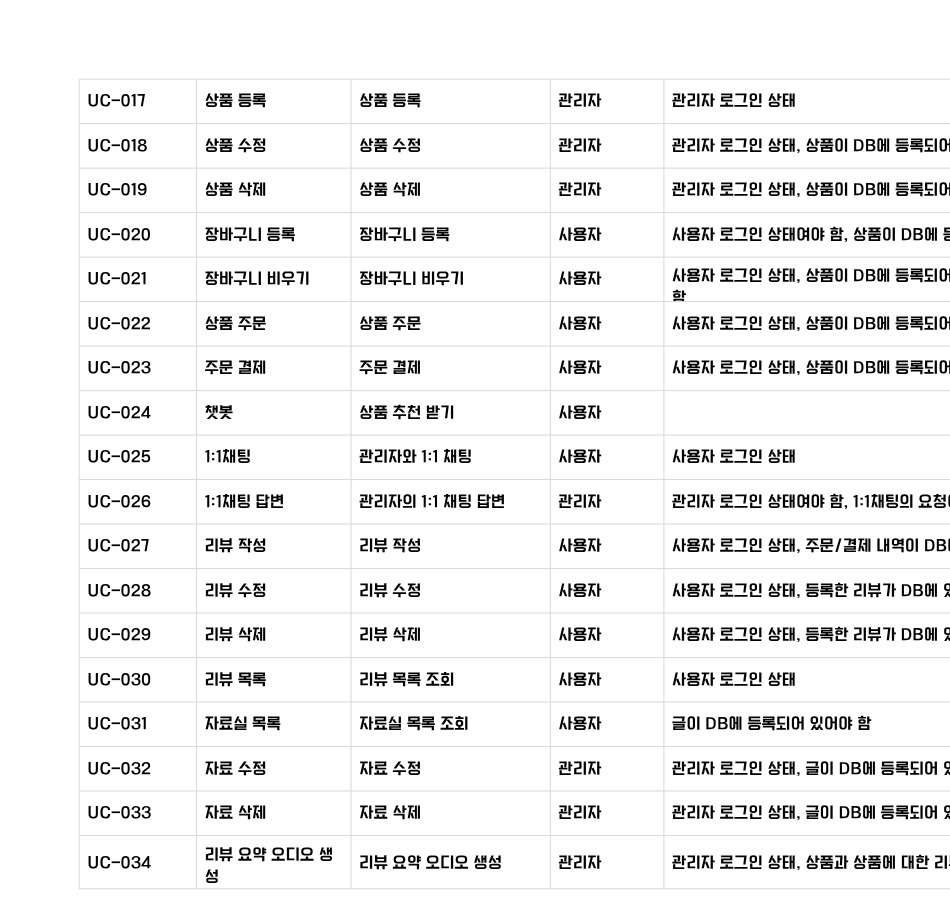 UC-017 상품 등록 상품 등록 관리자 관리자 로그인 상태
UC-018 상품 수정 상품 수정 관리자 관리자 로그인 상태, 상품이 DB에 등록되어
UC-019 상품 삭제 상품 삭제 관리자 관리자 로그인 상태, 상품이 DB에 등록되어
UC-020 장바구니 등록 장바구니 등록 사용자 사용자 로그인 상태여야 함, 상품이 DB에
UC-021 장바구니 비우기 장바구니 비우기 사용자 사용자 로그인 상태, 상품이 DB에 등록되어
함
UC-022 상품 주문 상품 주문 사용자 사용자 로그인 상태, 상품이 DB에 등록되어
UC-023 주문 결제 주문 결제 사용자 사용자 로그인 상태, 상품이 DB에 등록되어
UC-024 챗봇 상품 추천 받기 사용자
UC-025 1:1채팅 관리자와 1:1 채팅 사용자 사용자 로그인 상태
UC-026 1:1채팅 답변 관리자의 1:1 채팅 답변 관리자 관리자 로그인 상태여야 함, 1:1채팅의 요청
UC-027 리뷰 작성 리뷰 작성 사용자 사용자 로그인 상태, 주문/결제 내역이 DB
UC-028 리뷰 수정 리뷰 수정 사용자 사용자 로그인 상태, 등록한 리뷰가 DB에
UC-029 리뷰 삭제 리뷰 삭제 사용자 사용자 로그인 상태, 등록한 리뷰가 DB에
UC-030 리뷰 목록 리뷰 목록 조회 사용자 사용자 로그인 상태
UC-031 자료실 목록 자료실 목록 조회 사용자 글이 DB에 등록되어 있어야 함
UC-032 자료 수정 자료 수정 관리자 관리자 로그인 상태, 글이 DB에 등록되어
UC-033 자료 삭제 자료 삭제 관리자 관리자 로그인 상태, 글이 DB에 등록되어
UC-034 리뷰 요약 오디오 생 리뷰 요약 오디오 생성 관리자 관리자 로그인 상태, 상품과 상품에 대한 리
성